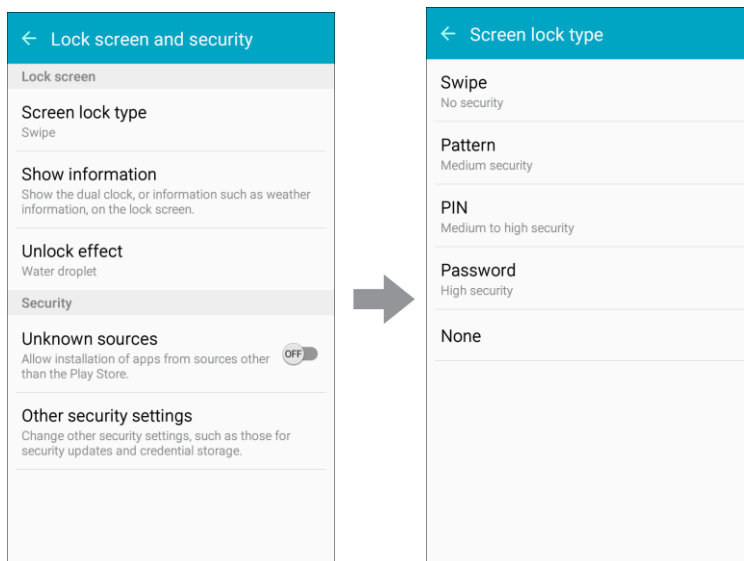 Lock screen and security
Lock screen
Screen lock type
Swipe
Show information
Show the dual clock, or information such as weather
information, on the lock screen.
Unlock effect
Water droplet
Security
Unknown sources
Allow installation of apps from sources other
than the Play Store.
OFF
Other security settings
Change other security settings, such as those for
security updates and credential storage.
Screen lock type
Swipe
No security
Pattern
Medium security
PIN
Medium to high security
Password
High security
None